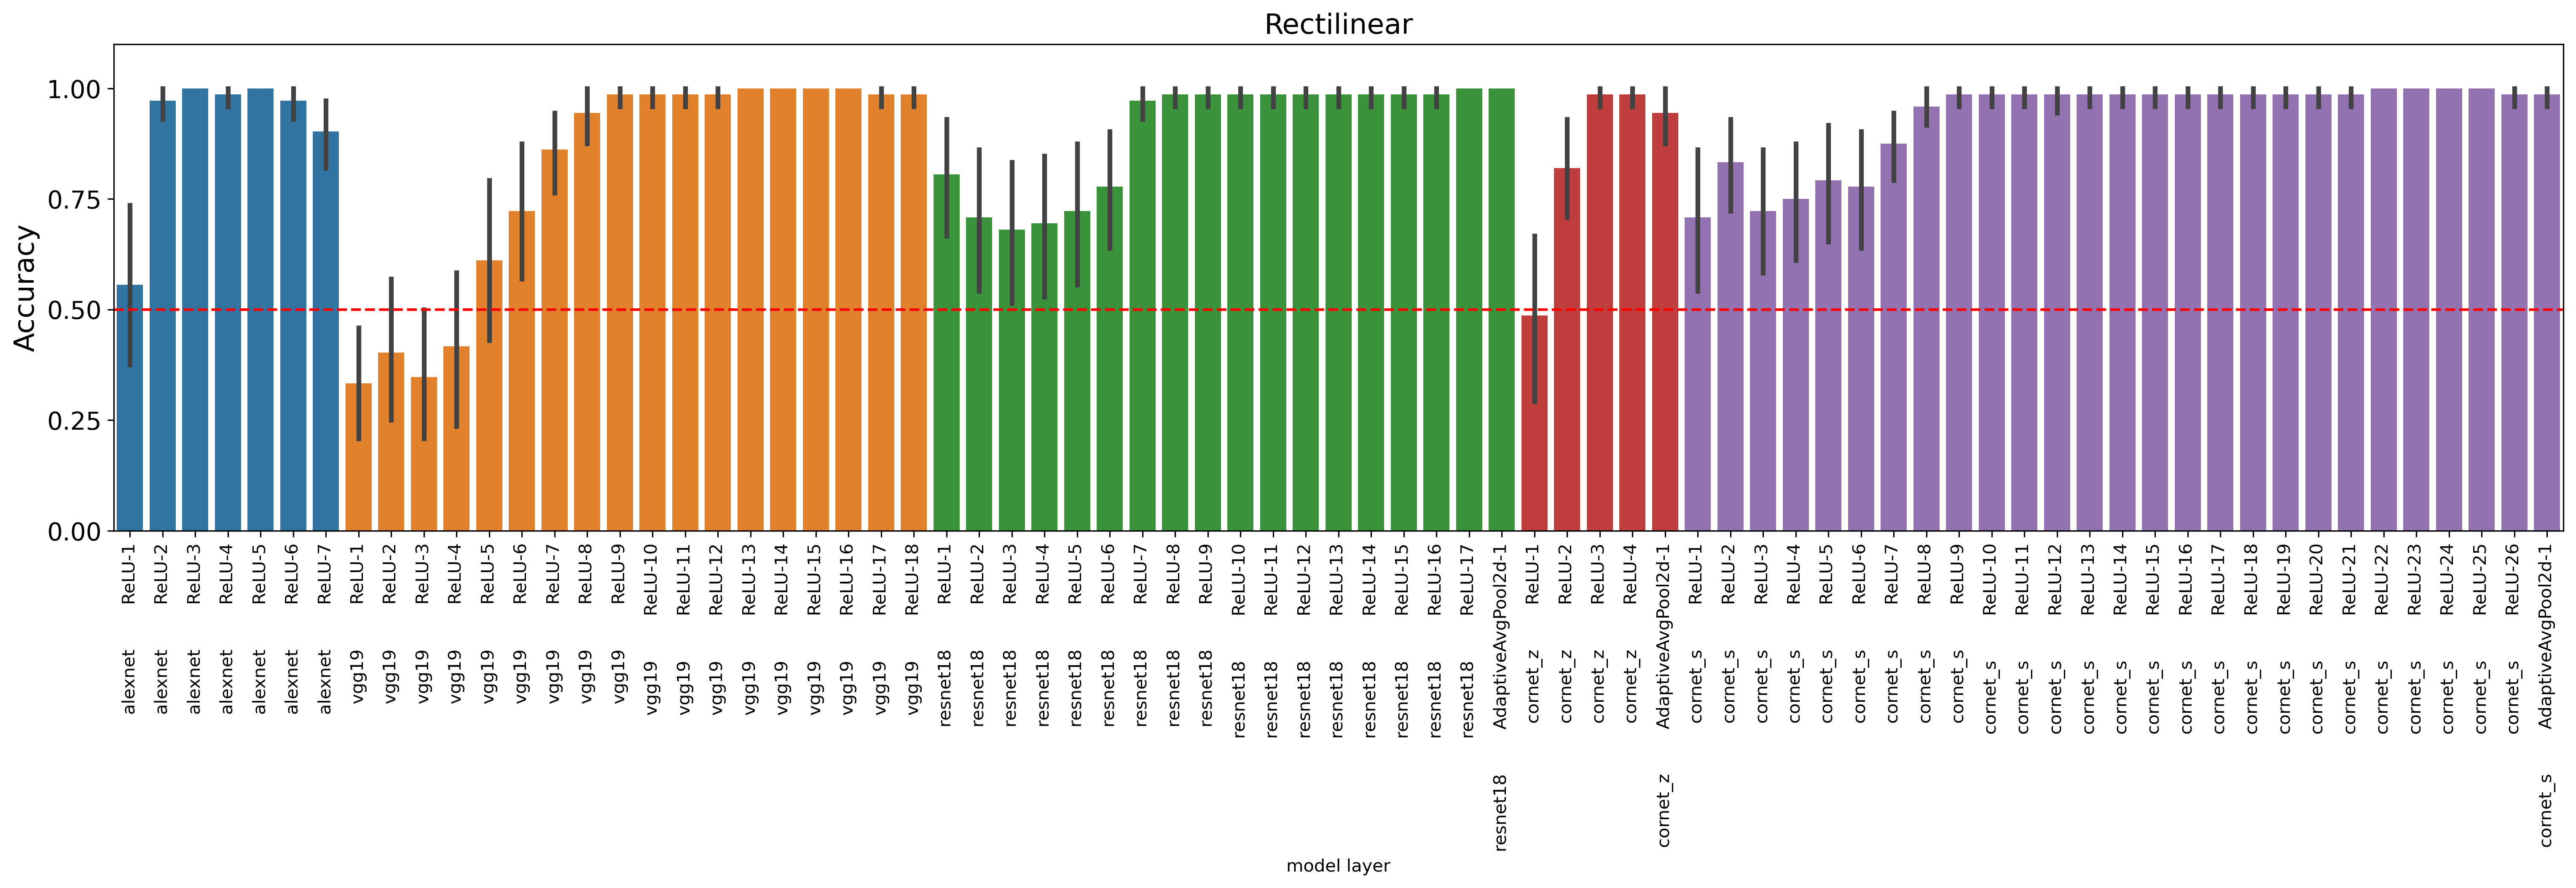 Rectilinear
Accuracy
1.00
0.75
0.50
0.25
0.00
ReLU-1 alexnet
ReLU-2 alexnet
ReLU-3 alexnet
ReLU-4 alexnet
ReLU-5 alexnet
ReLU-6 alexnet
ReLU-7 alexnet
ReLU-1 vgg19
ReLU-2 vgg19
ReLU-3 vgg19
ReLU-4 vgg19
ReLU-5 vgg19
ReLU-6 vgg19
ReLU-7 vgg19
ReLU-8 vgg19
ReLU-9 vgg19
ReLU-10 vgg19
ReLU-11 vgg19
ReLU-12 vgg19
ReLU-13 vgg19
ReLU-14 vgg19
ReLU-15 vgg19
ReLU-16 vgg19
ReLU-17 vgg19
ReLU-18 vgg19
ReLU-1 resnet18
ReLU-2 resnet18
ReLU-3 resnet18
ReLU-4 resnet18
ReLU-5 resnet18
ReLU-6 resnet18
ReLU-7 resnet18
ReLU-8 resnet18
ReLU-9 resnet18
ReLU-10 resnet18
ReLU-11 resnet18
ReLU-12 resnet18
ReLU-13 resnet18
ReLU-14 resnet18
ReLU-15 resnet18
ReLU-16 resnet18
ReLU-17 resnet18
AdaptiveAvgPool2d-1 resnet18
ReLU-1 cornet_z
ReLU-2 cornet_z
ReLU-3 cornet_z
ReLU-4 cornet_z
AdaptiveAvgPool2d-1 cornet_z
ReLU-1 cornet_s
ReLU-2 cornet_s
ReLU-3 cornet_s
ReLU-4 cornet_s
ReLU-5 cornet_s
ReLU-6 cornet_s
ReLU-7 cornet_s
ReLU-8 cornet_s
ReLU-9 cornet_s
ReLU-10 cornet_s
ReLU-11 cornet_s
ReLU-12 cornet_s
ReLU-13 cornet_s
ReLU-14 cornet_s
ReLU-15 cornet_s
ReLU-16 cornet_s
ReLU-17 cornet_s
ReLU-18 cornet_s
ReLU-19 cornet_s
ReLU-20 cornet_s
ReLU-21 cornet_s
ReLU-22 cornet_s
ReLU-23 cornet_s
ReLU-24 cornet_s
ReLU-25 cornet_s
ReLU-26 cornet_s
AdaptiveAvgPool2d-1 cornet_s
model layer